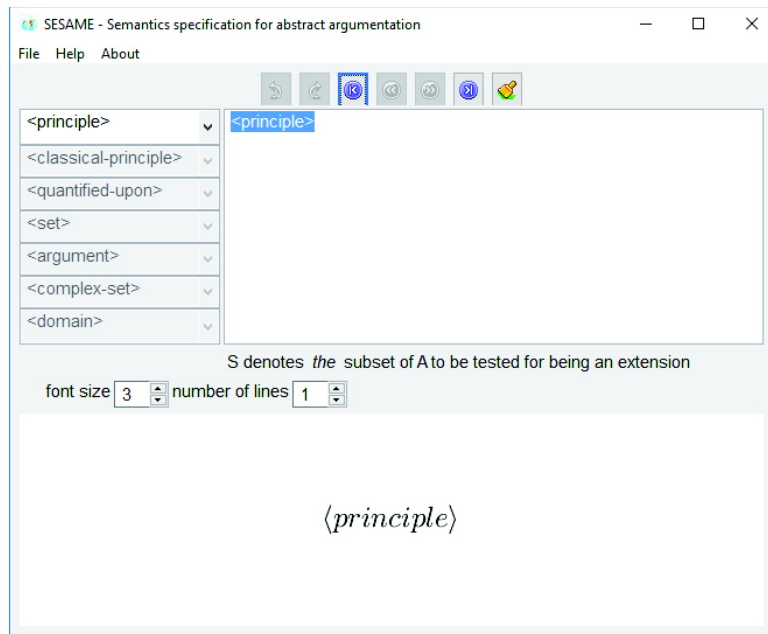 SESAME - Semantics specification for abstract argumentation
File Help About
<principle>
<principle>
<classical-principle>
<quantified-upon>
<set>
<argument>
<complex-set>
<domain>
S denotes the subset of A to be tested for being an extension
font size 3 number of lines 1
⟨principle⟩